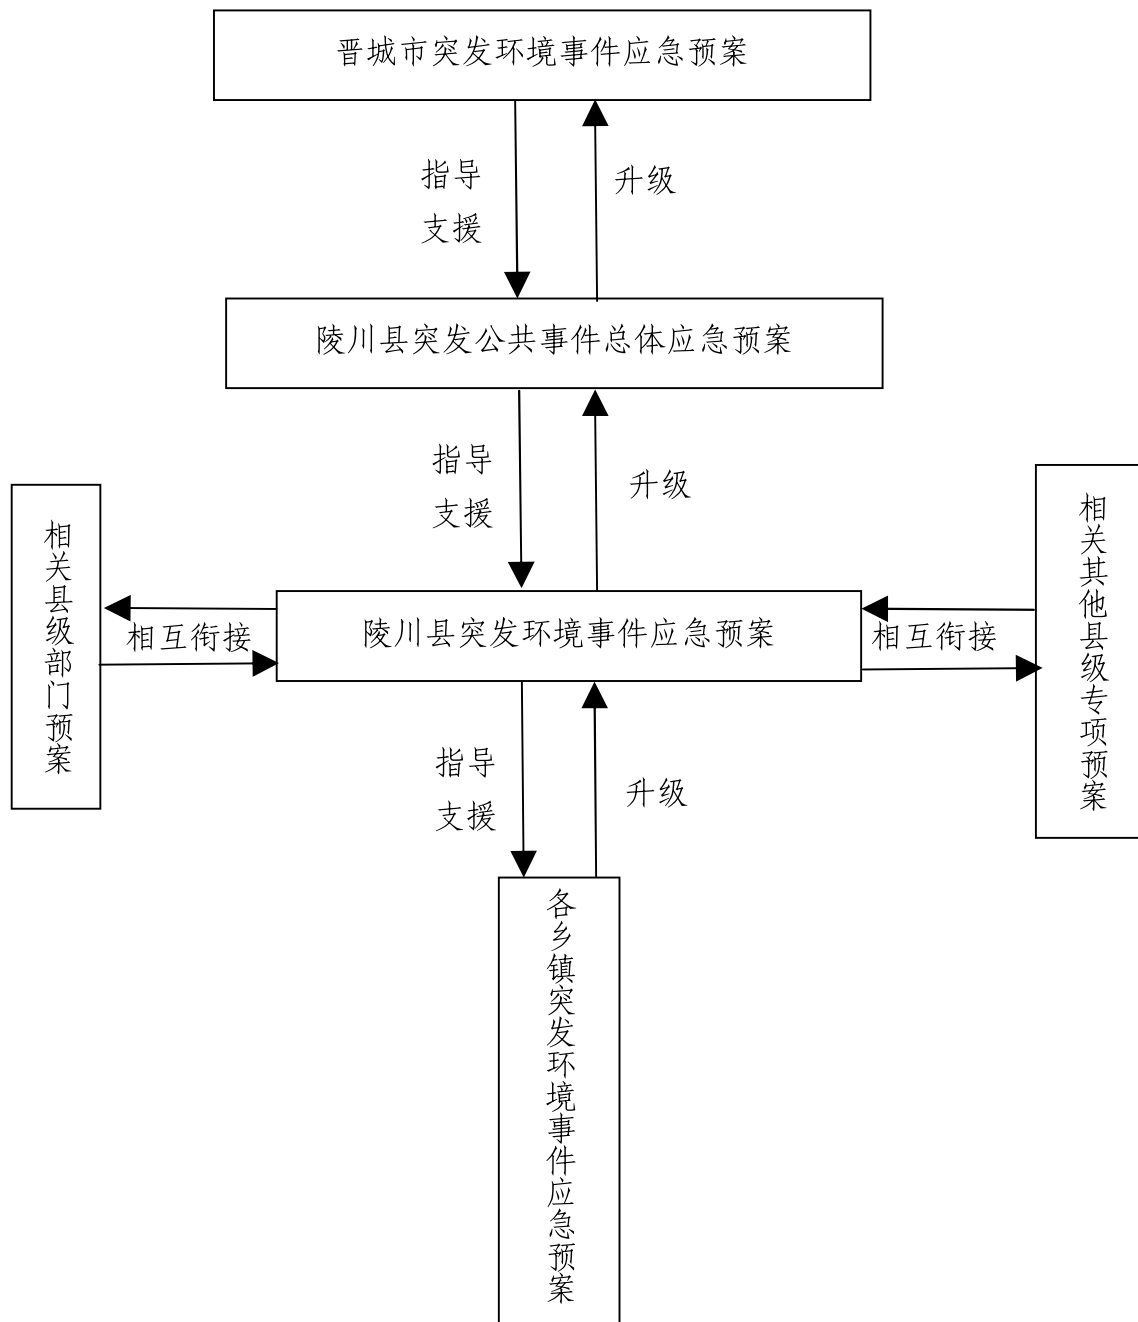 晋城市突发环境事件应急预案
指导
支援
升级
陵川县突发公共事件总体应急预案
指导
支援
升级
相关县级部门预案
相互衔接
陵川县突发环境事件应急预案
相互衔接
相关其他县级专项预案
指导
支援
升级
各乡镇突发环境事件应急预案